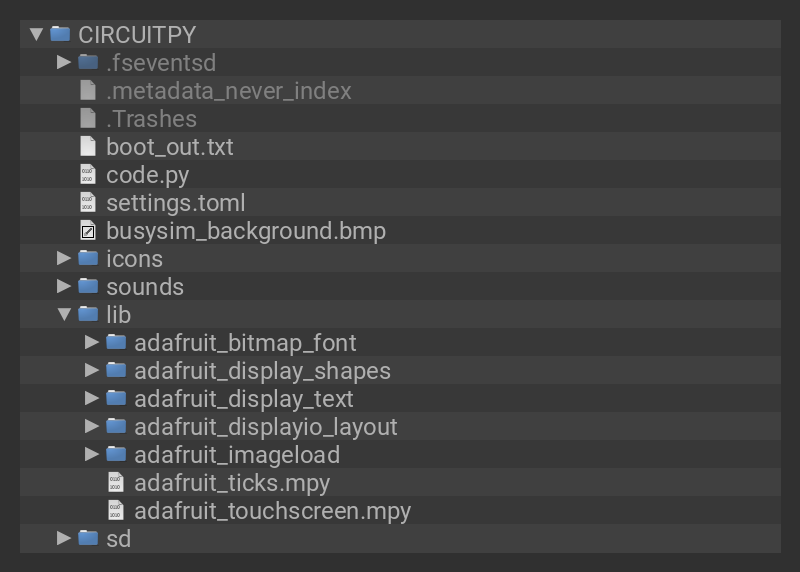 CIRCUITPY
.fseventsd
.metadata_never_index
.Trashes
boot_out.txt
code.py
settings.toml
busysim_background.bmp
icons
sounds
lib
adafruit_bitmap_font
adafruit_display_shapes
adafruit_display_text
adafruit_displayio_layout
adafruit_imageload
adafruit_ticks.mpy
adafruit_touchscreen.mpy
sd